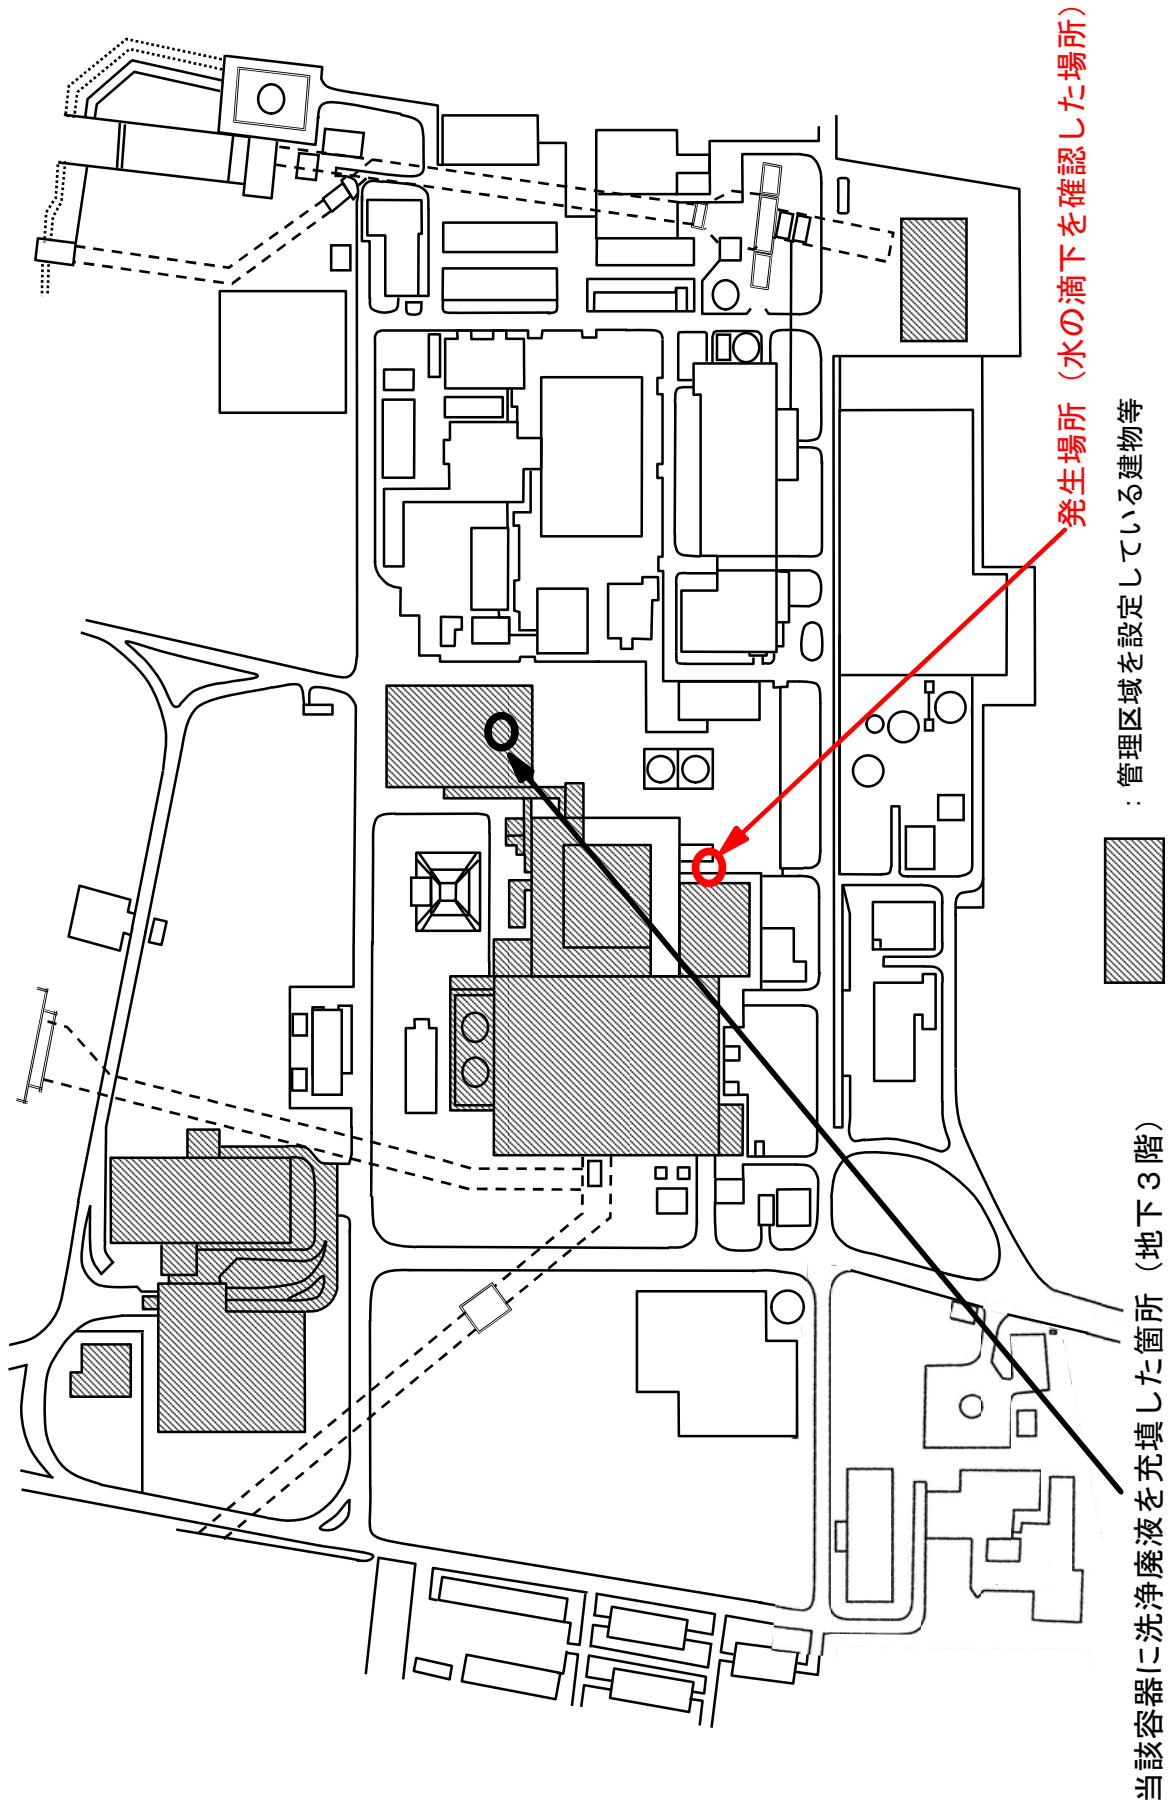 発生場所（水の滴下を確認した場所）
：管理区域を設定している建物等
当該容器に洗浄廃液を充填した箇所（地下３階）